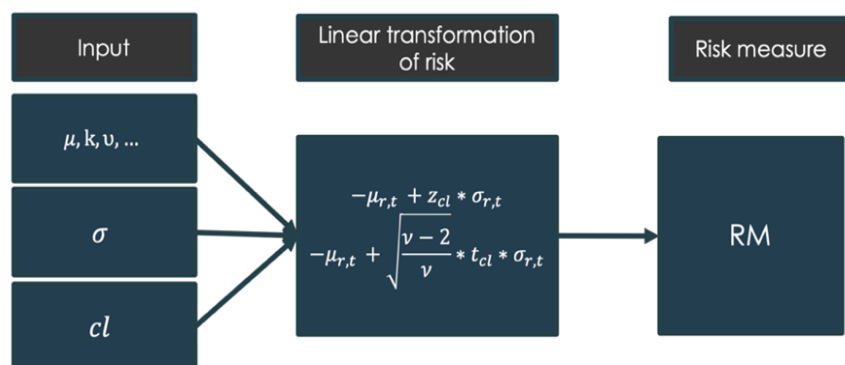 Input
Linear transformation
of risk
Risk measure
μ, k, υ, ...
σ
cl
−μ_{r,t} + z_{cl} * σ_{r,t}
−μ_{r,t} + √((ν − 2)/ν) * t_{cl} * σ_{r,t}
RM